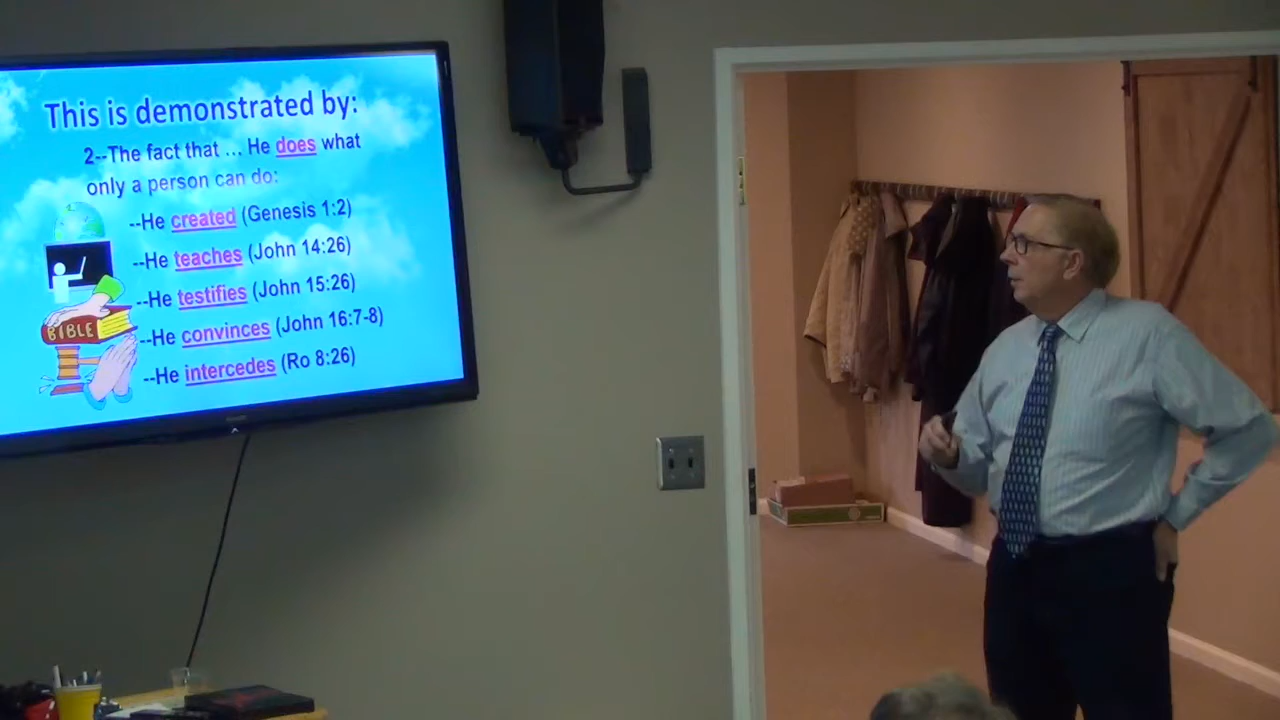 This is demonstrated by:
2--The fact that ... He does what
only a person can do:
--He created (Genesis 1:2)
--He teaches (John 14:26)
--He testifies (John 15:26)
BIBLE
--He convinces (John 16:7-8)
--He intercedes (Ro 8:26)